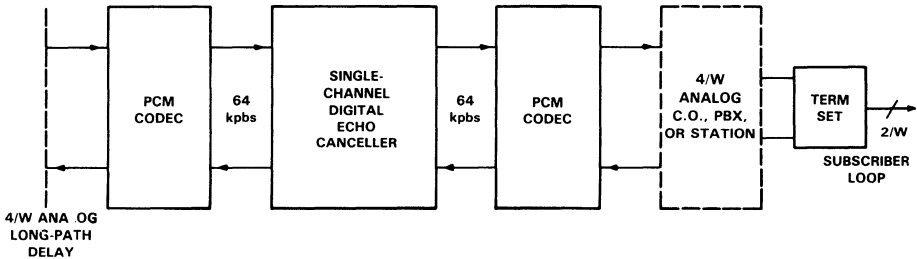 PCM
CODEC
64
kpbs
SINGLE-
CHANNEL
DIGITAL
ECHO
CANCELLER
64
kpbs
PCM
CODEC
4/W
ANALOG
C.O., PBX,
OR STATION
TERM
SET
2/W
SUBSCRIBER
LOOP
4/W ANA .OG
LONG-PATH
DELAY